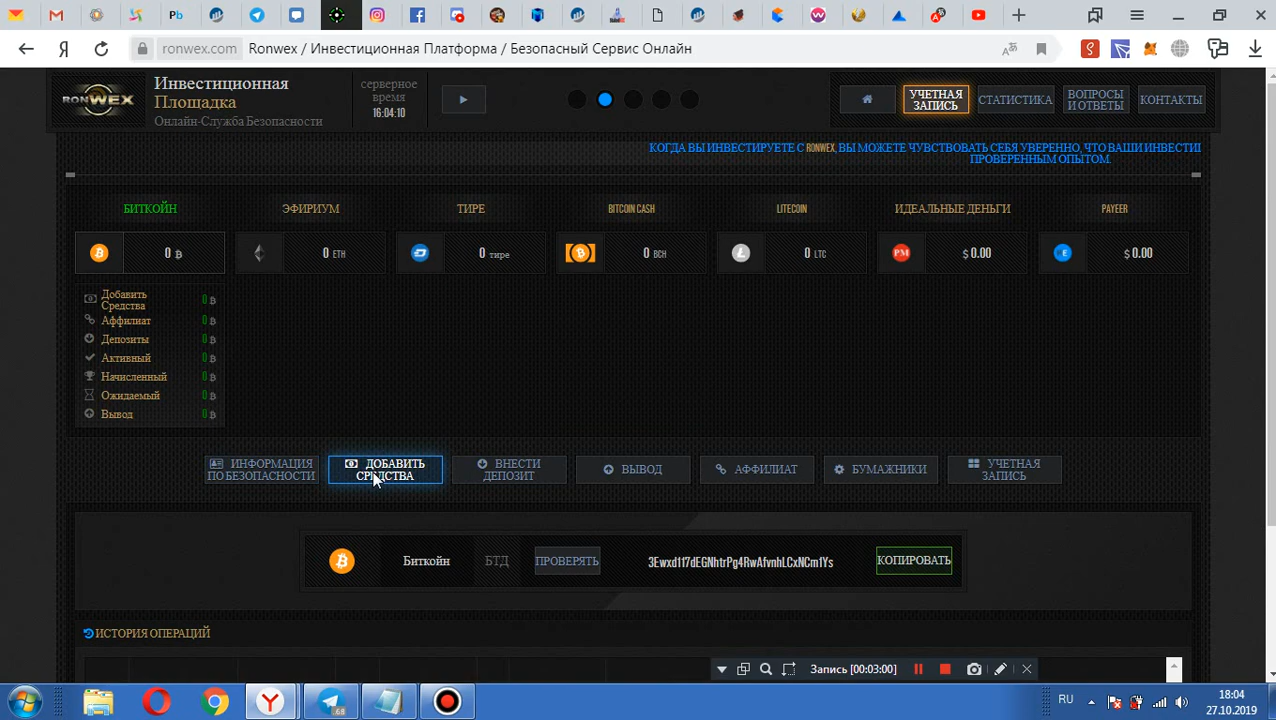 ronwex.com Ronwex / Инвестиционная Платформа / Безопасный Сервис Онлайн
RONWEX
Инвестиционная
Площадка
Онлайн-Служба Безопасности
серверное
время
16:04:10
УЧЕТНАЯ
ЗАПИСЬ
СТАТИСТИКА
ВОПРОСЫ
И ОТВЕТЫ
КОНТАКТЫ
КОГДА ВЫ ИНВЕСТИРУЕТЕ С RONWEX, ВЫ МОЖЕТЕ ЧУВСТВОВАТЬ СЕБЯ УВЕРЕННО, ЧТО ВАШИ ИНВЕСТИЦ
ПРОВЕРЕННЫМ ОПЫТОМ.
БИТКОЙН ЭФИРИУМ ТИРЕ BITCOIN CASH LITECOIN ИДЕАЛЬНЫЕ ДЕНЬГИ PAYEER
0 ₿ 0 ETH 0 тире 0 BCH 0 LTC $ 0.00 $ 0.00
Добавить
Средства 0 ₿
Аффилиат 0 ₿
Депозиты 0 ₿
Активный 0 ₿
Начисленный 0 ₿
Ожидаемый 0 ₿
Вывод 0 ₿
ИНФОРМАЦИЯ
ПО БЕЗОПАСНОСТИ
ДОБАВИТЬ
СРЕДСТВА
ВНЕСТИ
ДЕПОЗИТ
ВЫВОД
АФФИЛИАТ
БУМАЖНИКИ
УЧЕТНАЯ
ЗАПИСЬ
Биткойн БТД ПРОВЕРЯТЬ 3Ewxd117dEGNhtrPg4RwAfvnhLCxNCm1Ys КОПИРОВАТЬ
ИСТОРИЯ ОПЕРАЦИЙ
Запись [00:03:00]
68
RU
18:04
27.10.2019